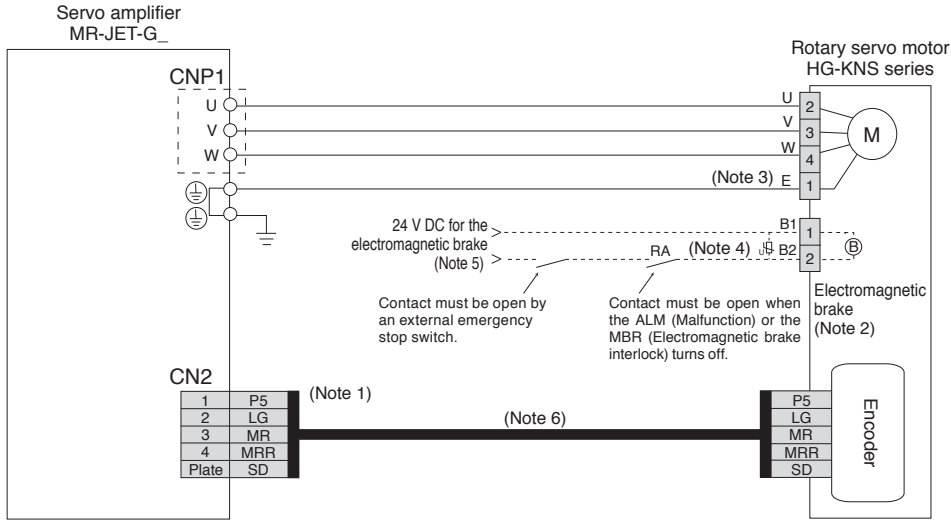 Servo amplifier
MR-JET-G_
Rotary servo motor
HG-KNS series
CNP1
U
V
W
U
V
W
(Note 3) E
2
3
4
1
M
24 V DC for the
electromagnetic brake
(Note 5)
RA
(Note 4)
U
B1
B2
1
2
B
Contact must be open by
an external emergency
stop switch.
Contact must be open when
the ALM (Malfunction) or the
MBR (Electromagnetic brake
interlock) turns off.
Electromagnetic
brake
(Note 2)
CN2
(Note 1)
(Note 6)
1 P5
2 LG
3 MR
4 MRR
Plate SD
P5
LG
MR
MRR
SD
Encoder